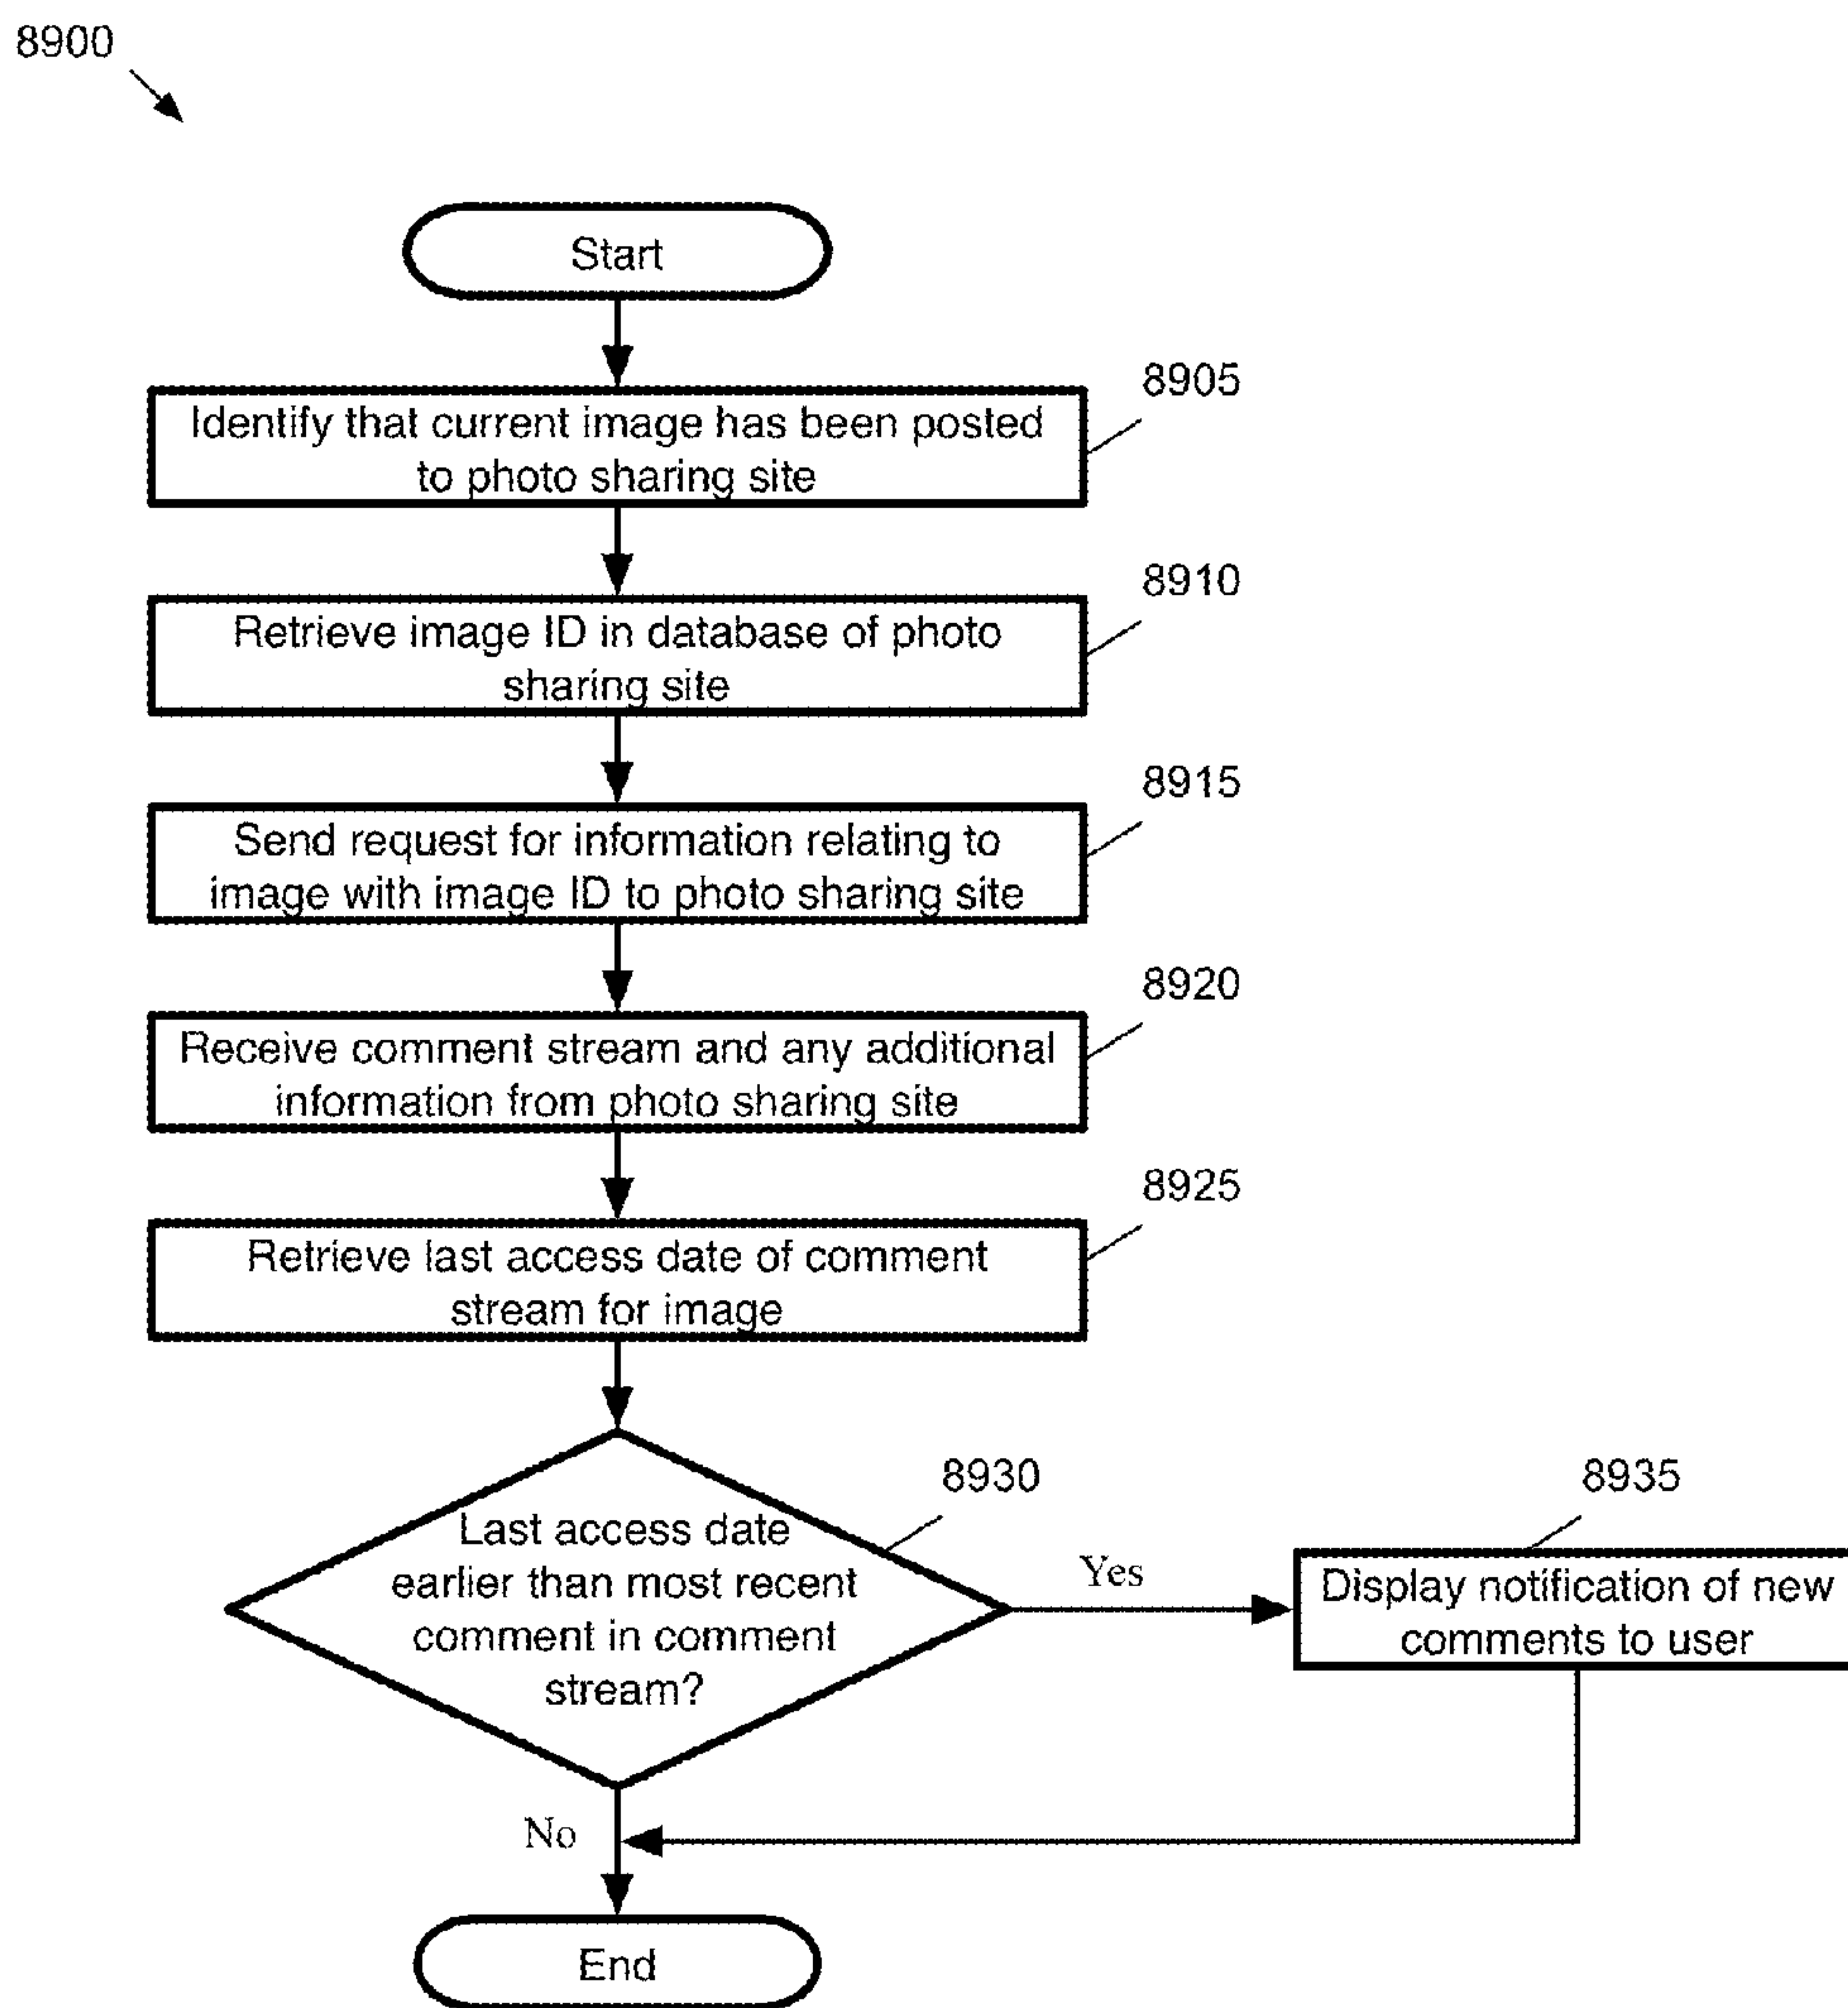 8900
Start
8905
Identify that current image has been posted
to photo sharing site
8910
Retrieve image ID in database of photo
sharing site
8915
Send request for information relating to
image with image ID to photo sharing site
8920
Receive comment stream and any additional
information from photo sharing site
8925
Retrieve last access date of comment
stream for image
8930
Last access date
earlier than most recent
comment in comment
stream?
Yes
8935
Display notification of new
comments to user
No
End